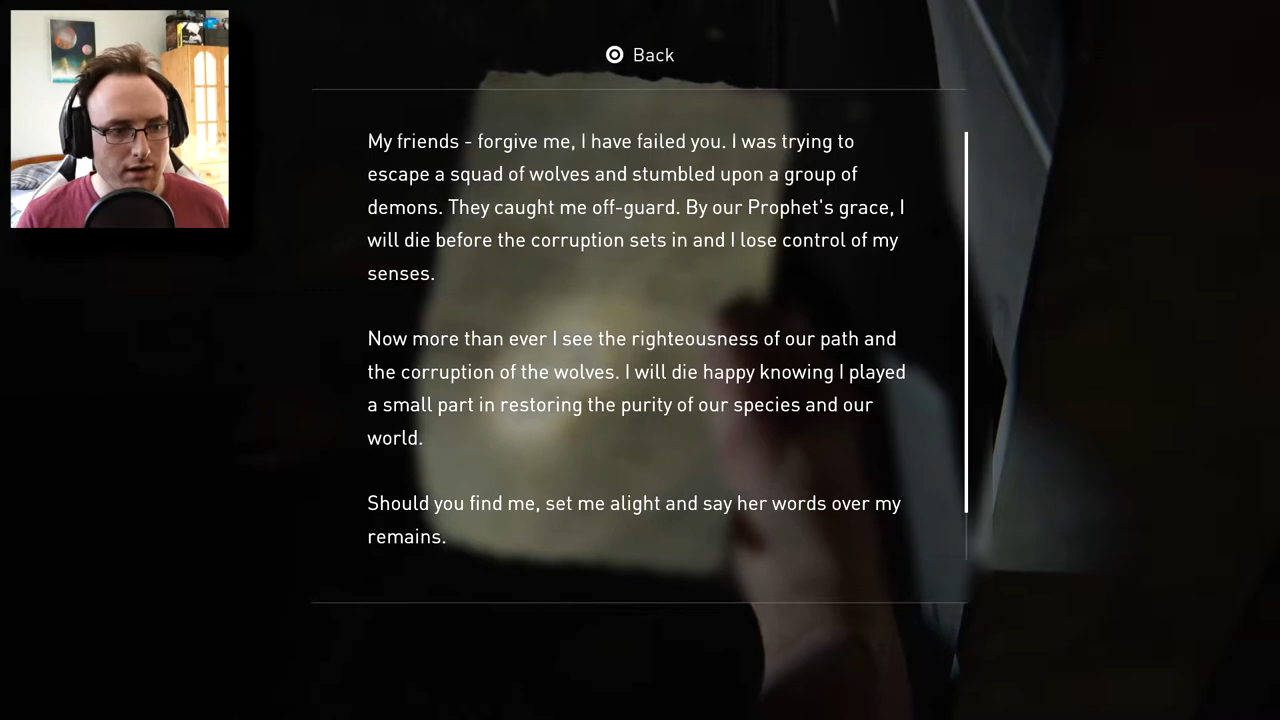 Back
My friends - forgive me, I have failed you. I was trying to
escape a squad of wolves and stumbled upon a group of
demons. They caught me off-guard. By our Prophet's grace, I
will die before the corruption sets in and I lose control of my
senses.
Now more than ever I see the righteousness of our path and
the corruption of the wolves. I will die happy knowing I played
a small part in restoring the purity of our species and our
world.
Should you find me, set me alight and say her words over my
remains.